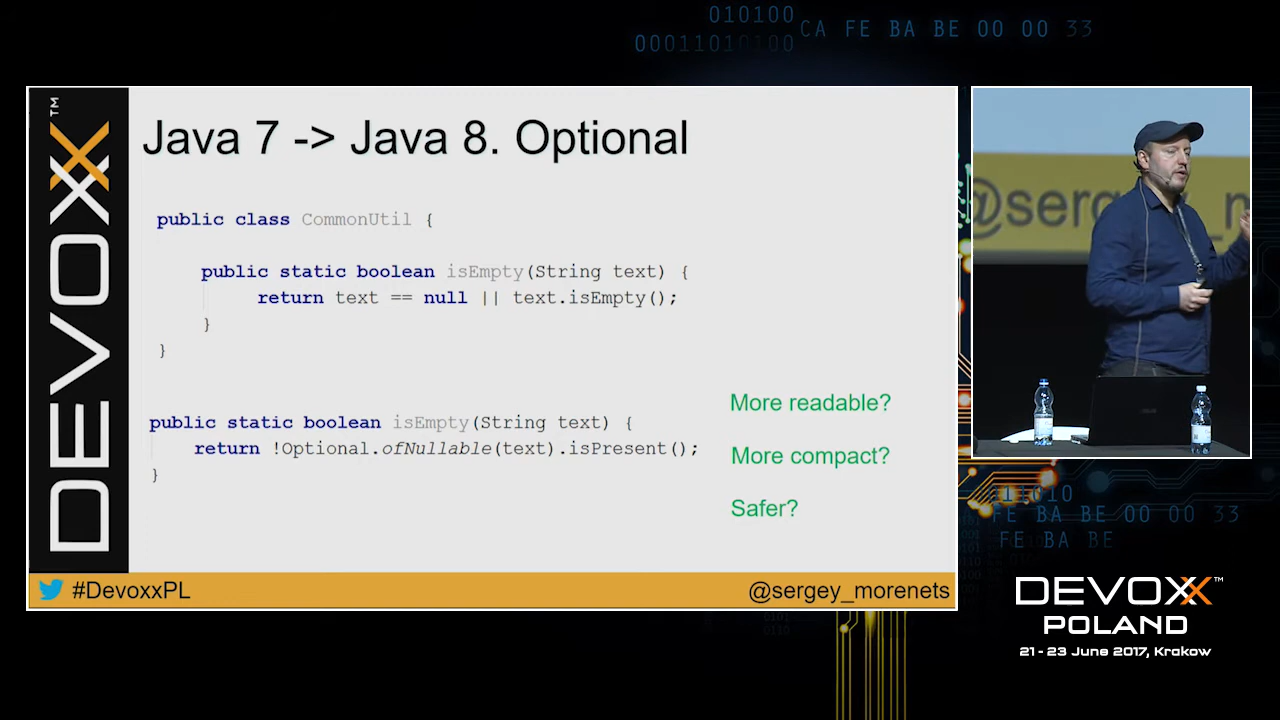 010100
00011010100
CA FE BA BE 00 00 33
DEVOXX™
Java 7 -> Java 8. Optional
public class CommonUtil {
public static boolean isEmpty(String text) {
return text == null || text.isEmpty();
}
}
public static boolean isEmpty(String text) {
return !Optional.ofNullable(text).isPresent();
}
More readable?
More compact?
Safer?
#DevoxxPL
@sergey_morenets
@sergey_m
FE BA BE 00 00 33
FE BA BE
DEVOXX™
POLAND
21 - 23 June 2017, Krakow